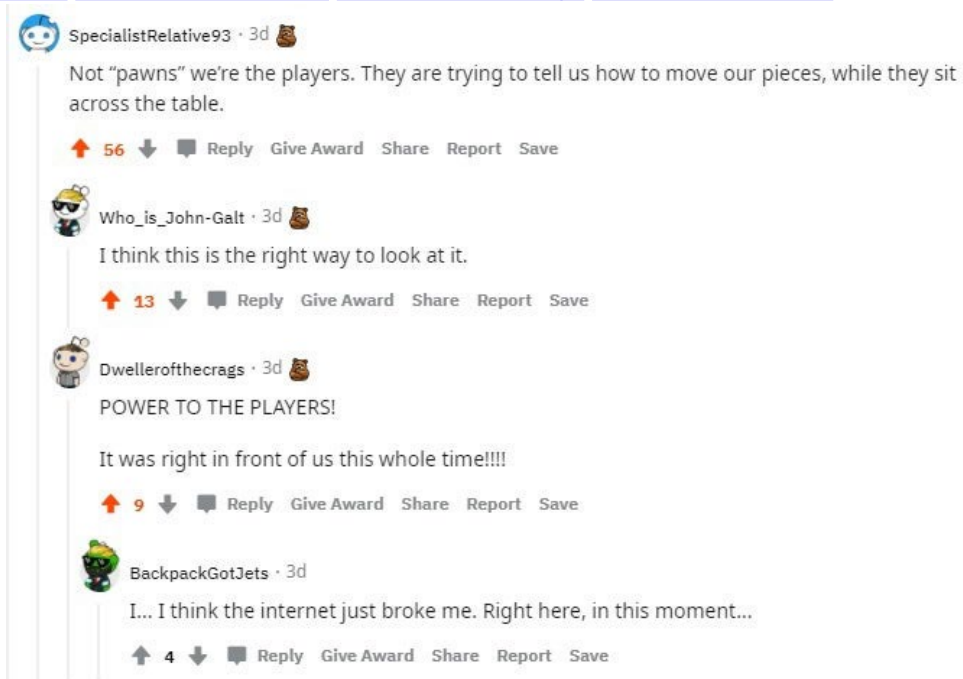 SpecialistRelative93 · 3d
Not “pawns” we’re the players. They are trying to tell us how to move our pieces, while they sit
across the table.
56 Reply Give Award Share Report Save
Who_is_John-Galt · 3d
I think this is the right way to look at it.
13 Reply Give Award Share Report Save
Dwellerofthecrags · 3d
POWER TO THE PLAYERS!
It was right in front of us this whole time!!!!
9 Reply Give Award Share Report Save
BackpackGotJets · 3d
I... I think the internet just broke me. Right here, in this moment...
4 Reply Give Award Share Report Save